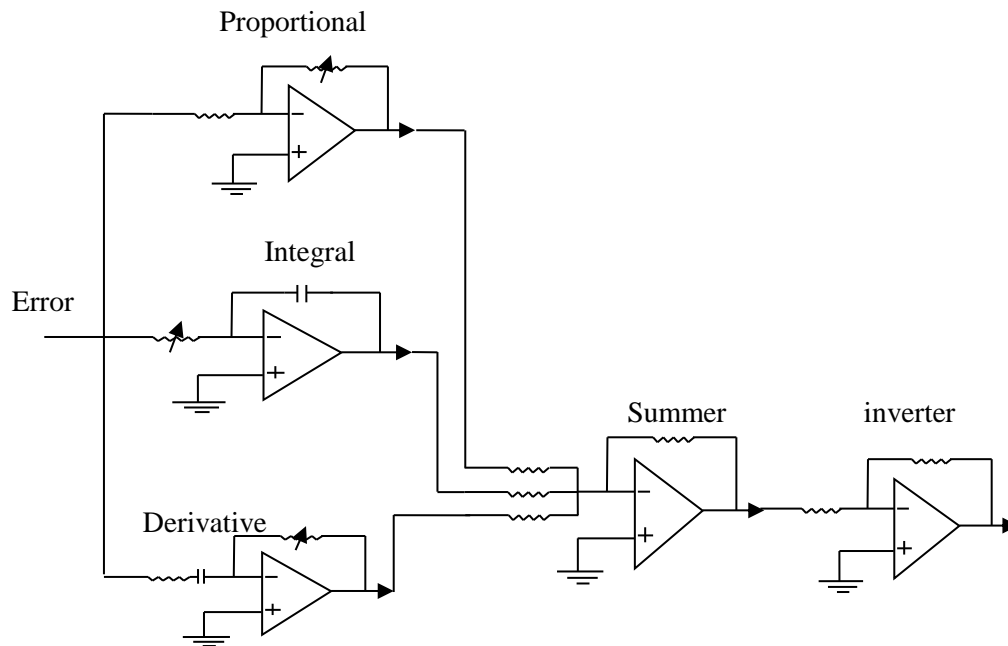 Proportional
Integral
Error
Summer
inverter
Derivative